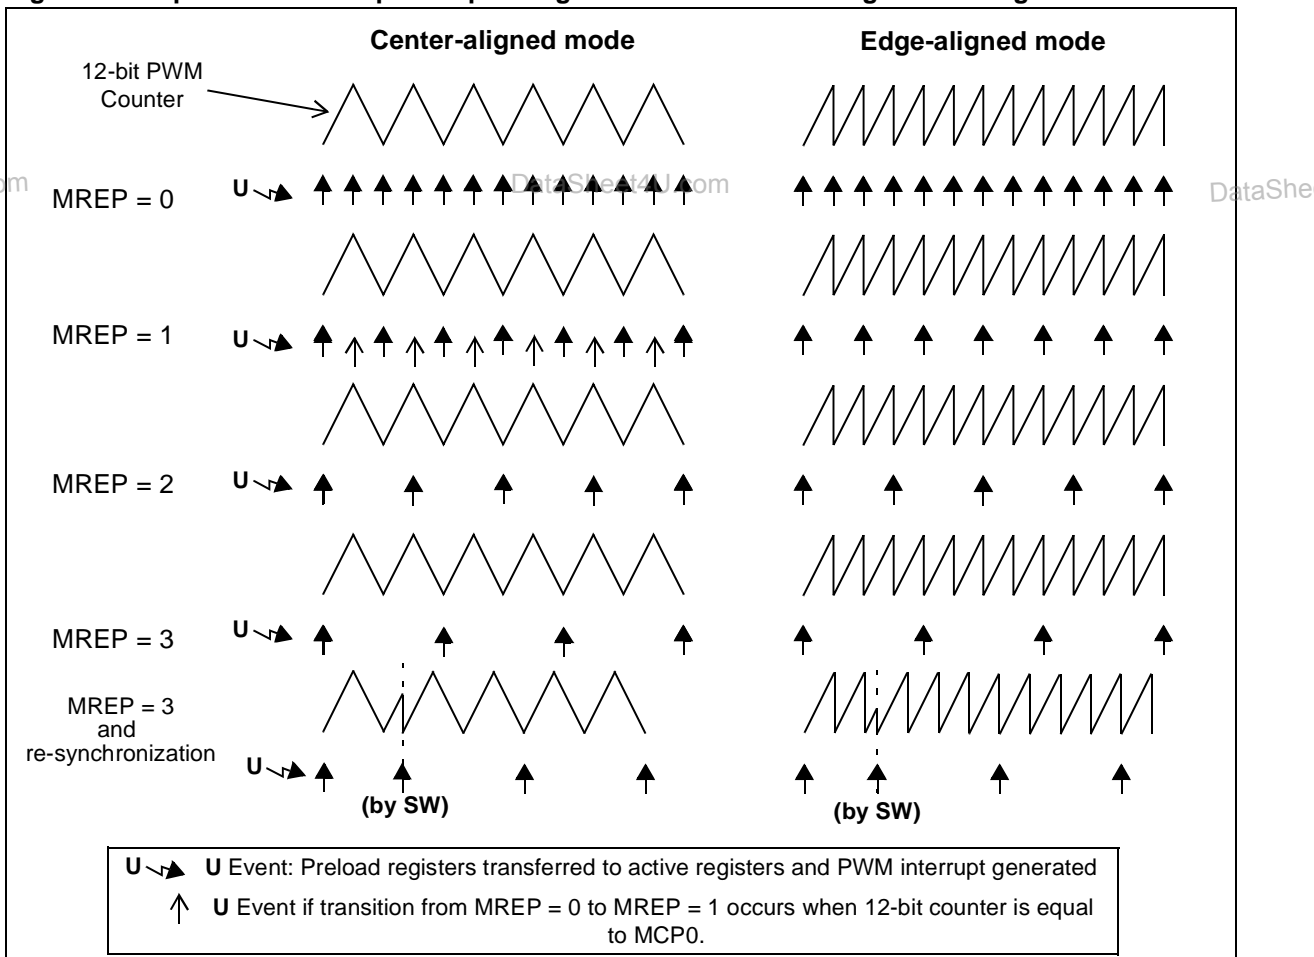 Center-aligned mode
Edge-aligned mode
12-bit PWM
Counter
U
MREP = 0
DataSheet4U.com
om
DataShe
U
MREP = 1
U
MREP = 2
U
MREP = 3
MREP = 3
and
re-synchronization
U
(by SW)
(by SW)
U U Event: Preload registers transferred to active registers and PWM interrupt generated
U Event if transition from MREP = 0 to MREP = 1 occurs when 12-bit counter is equal
to MCP0.